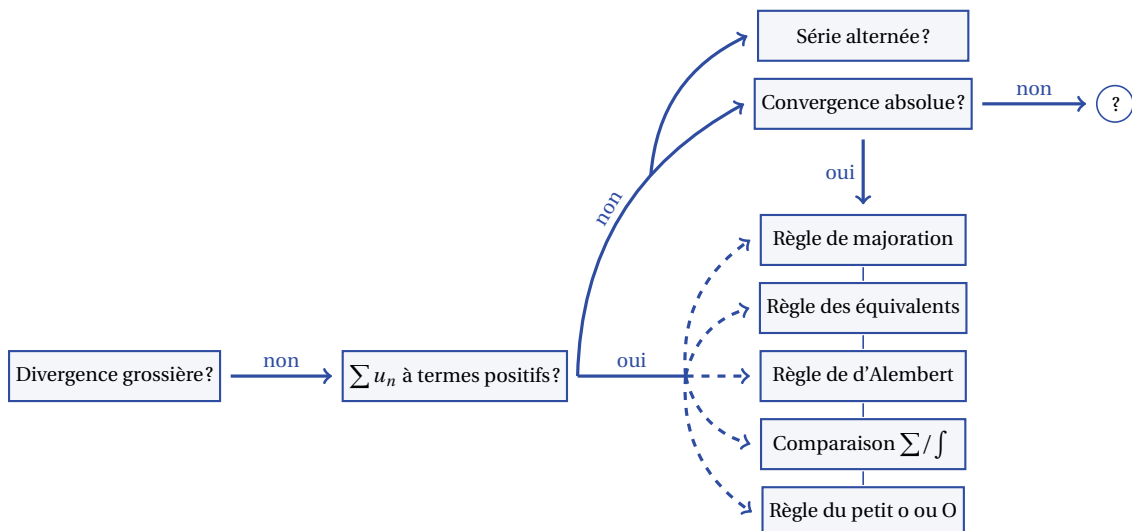 Série alternée ?
Convergence absolue ?
non
?
oui
non
Règle de majoration
Règle des équivalents
Divergence grossière ?
non
∑ uₙ à termes positifs ?
oui
Règle de d'Alembert
Comparaison ∑ / ∫
Règle du petit o ou O